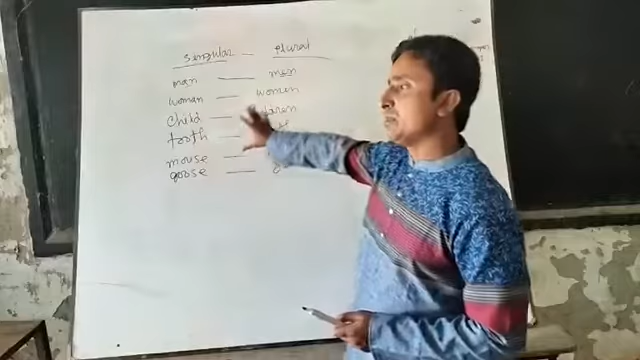 Singular — Plural
man — men
woman — women
child —
tooth —
mouse —
goose —